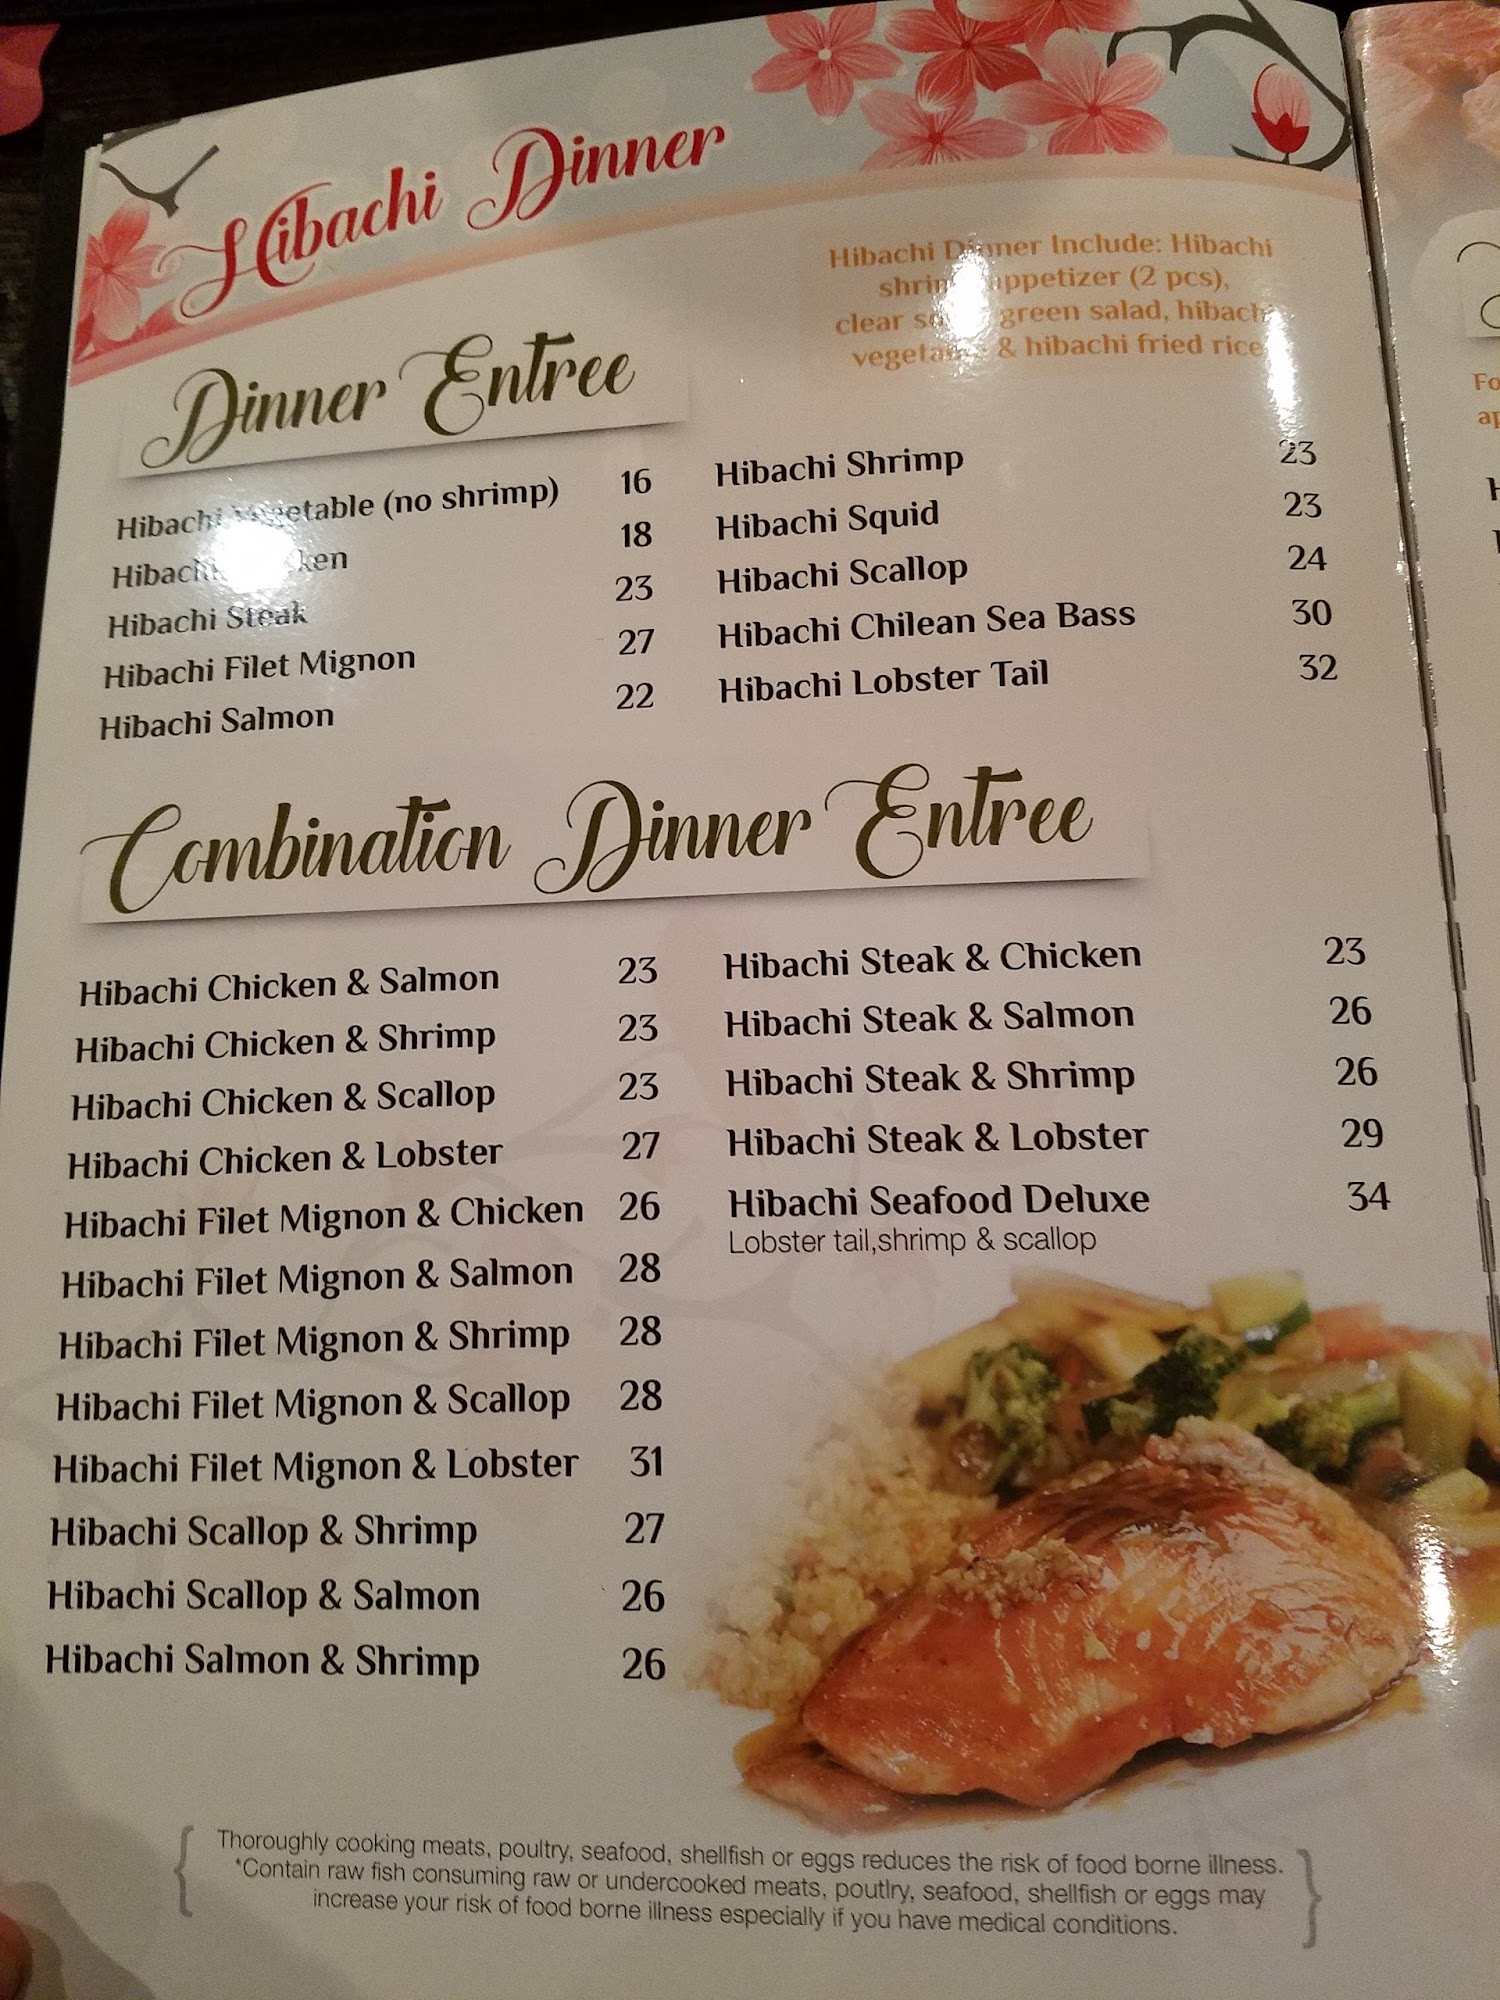 Hibachi Dinner
Hibachi Dinner Include: Hibachi
shrimp appetizer (2 pcs),
clear green salad, hibachi
vegetable & hibachi fried rice
Dinner Entree
Hibachi Vegetable (no shrimp) 16
Hibachi Chicken 18
Hibachi Steak 23
Hibachi Filet Mignon 27
Hibachi Salmon 22
Hibachi Shrimp 23
Hibachi Squid 23
Hibachi Scallop 24
Hibachi Chilean Sea Bass 30
Hibachi Lobster Tail 32
Combination Dinner Entree
Hibachi Chicken & Salmon 23
Hibachi Chicken & Shrimp 23
Hibachi Chicken & Scallop 23
Hibachi Chicken & Lobster 27
Hibachi Filet Mignon & Chicken 26
Hibachi Filet Mignon & Salmon 28
Hibachi Filet Mignon & Shrimp 28
Hibachi Filet Mignon & Scallop 28
Hibachi Filet Mignon & Lobster 31
Hibachi Scallop & Shrimp 27
Hibachi Scallop & Salmon 26
Hibachi Salmon & Shrimp 26
Hibachi Steak & Chicken 23
Hibachi Steak & Salmon 26
Hibachi Steak & Shrimp 26
Hibachi Steak & Lobster 29
Hibachi Seafood Deluxe 34
Lobster tail,shrimp & scallop
Thoroughly cooking meats, poultry, seafood, shellfish or eggs reduces the risk of food borne illness.
*Contain raw fish consuming raw or undercooked meats, poutlry, seafood, shellfish or eggs may
increase your risk of food borne illness especially if you have medical conditions.